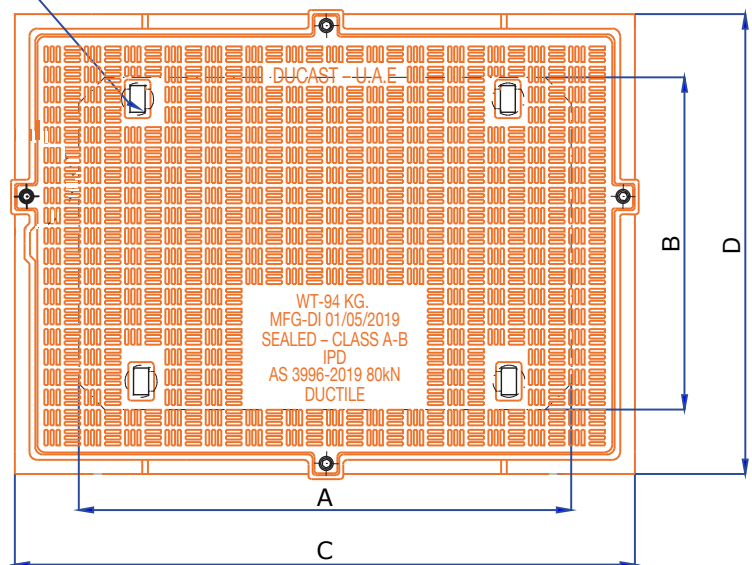 DUCAST – U.A.E
B
D
WT-94 KG.
MFG-DI 01/05/2019
SEALED – CLASS A-B
IPD
AS 3996-2019 80kN
DUCTILE
A
C